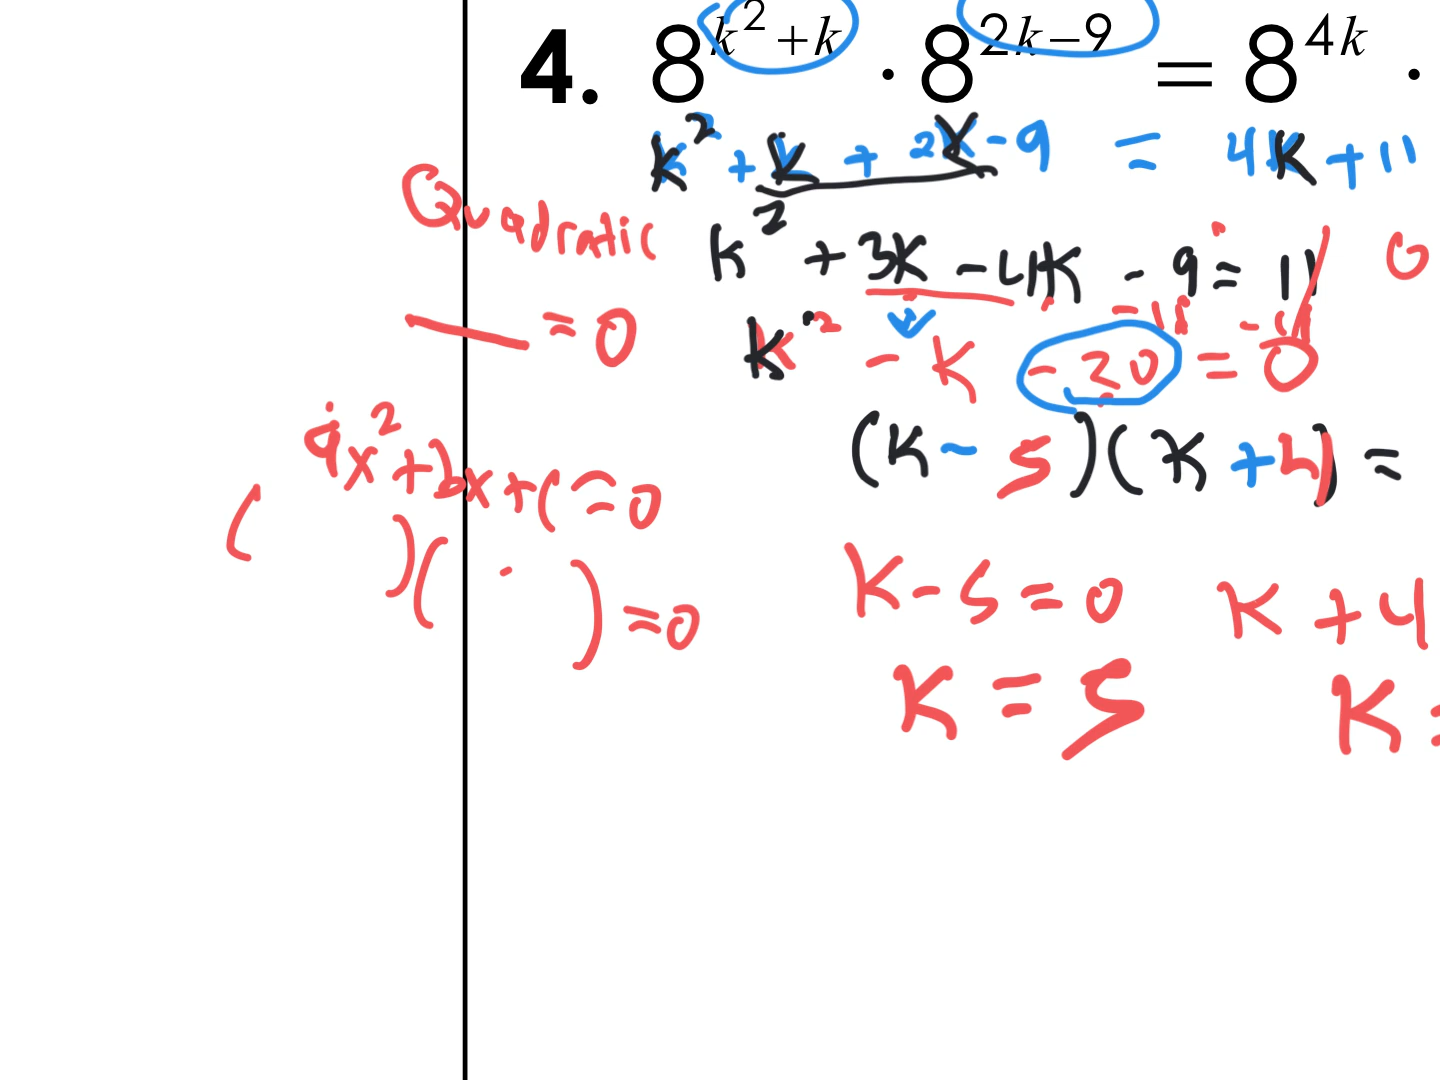 4. 8^{k²+k} · 8^{2k−9} = 8^{4k} ·
k² + k + 2k - 9 = 4k + 11
Quadratic
k² + 3k - 4k - 9 = 11 0
- 11 - 11
___ = 0
k² - k - 20 = 0
ax² + bx + c = 0
(k - 5)(k + 4) =
( )( ) = 0
k - 5 = 0 k + 4
k = 5 k =